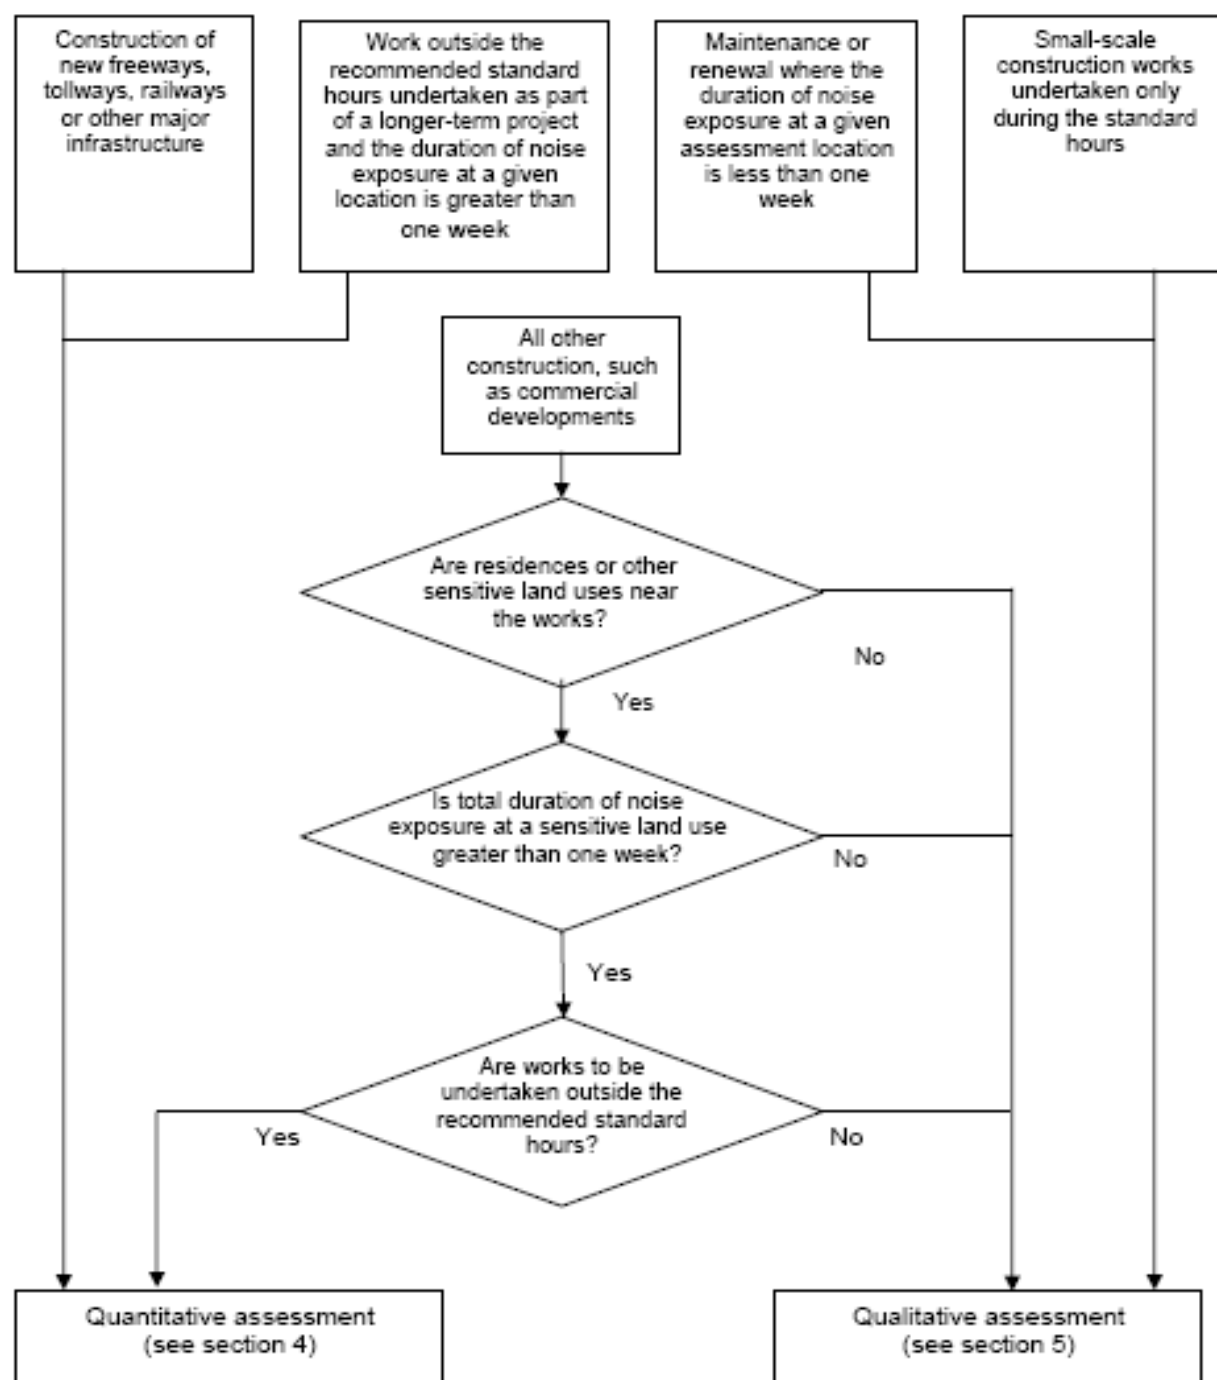 Construction of
new freeways,
tollways, railways
or other major
infrastructure
Work outside the
recommended standard
hours undertaken as part
of a longer-term project
and the duration of noise
exposure at a given
location is greater than
one week
Maintenance or
renewal where the
duration of noise
exposure at a given
assessment location
is less than one
week
Small-scale
construction works
undertaken only
during the standard
hours
All other
construction, such
as commercial
developments
Are residences or other
sensitive land uses near
the works?
No
Yes
Is total duration of noise
exposure at a sensitive land use
greater than one week?
No
Yes
Are works to be
undertaken outside the
recommended standard
hours?
Yes
No
Quantitative assessment
(see section 4)
Qualitative assessment
(see section 5)